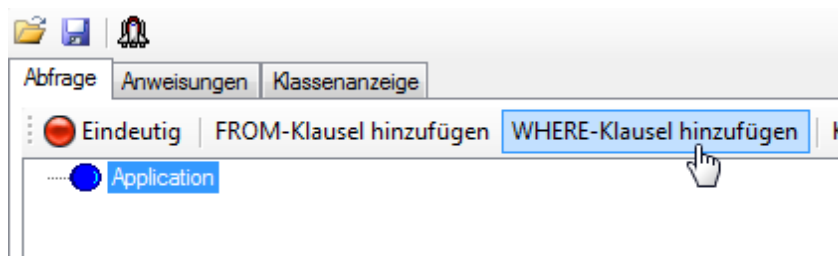 Abfrage Anweisungen Klassenanzeige
Eindeutig FROM-Klausel hinzufügen WHERE-Klausel hinzufügen
Application